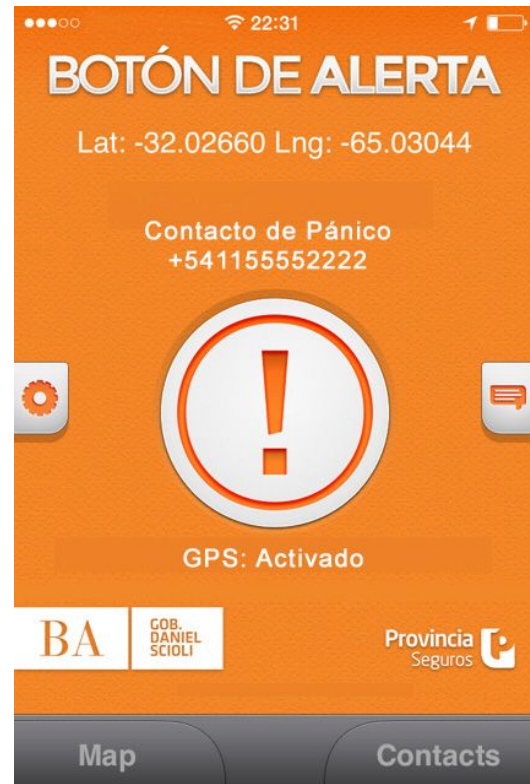 22:31
BOTÓN DE ALERTA
Lat: -32.02660 Lng: -65.03044
Contacto de Pánico
+541155552222
!
GPS: Activado
BA
GOB.
DANIEL
SCIOLI
Provincia
Seguros
Map
Contacts